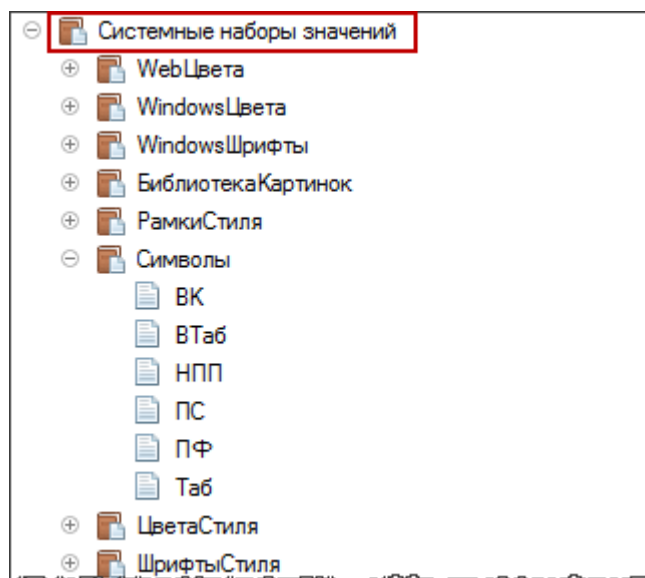 Системные наборы значений
WebЦвета
WindowsЦвета
WindowsШрифты
БиблиотекаКартинок
РамкиСтиля
Символы
ВК
ВТаб
НПП
ПС
ПФ
Таб
ЦветаСтиля
ШрифтыСтиля